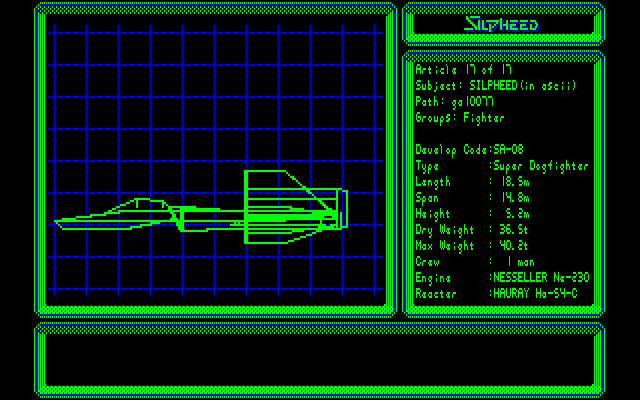 SILPHEED
Article 17 of 17
Subject: SILPHEED(in ascii)
Path: ga10077
Groups: Fighter
Develop Code:SA-08
Type :Super Dogfighter
Length : 18.5m
Span : 14.8m
Height : 5.2m
Dry Weight : 36.5t
Max Weight : 40.2t
Crew : 1 man
Engine :NESSELLER Ne-230
Reactor :HAURAY Ha-S4-C